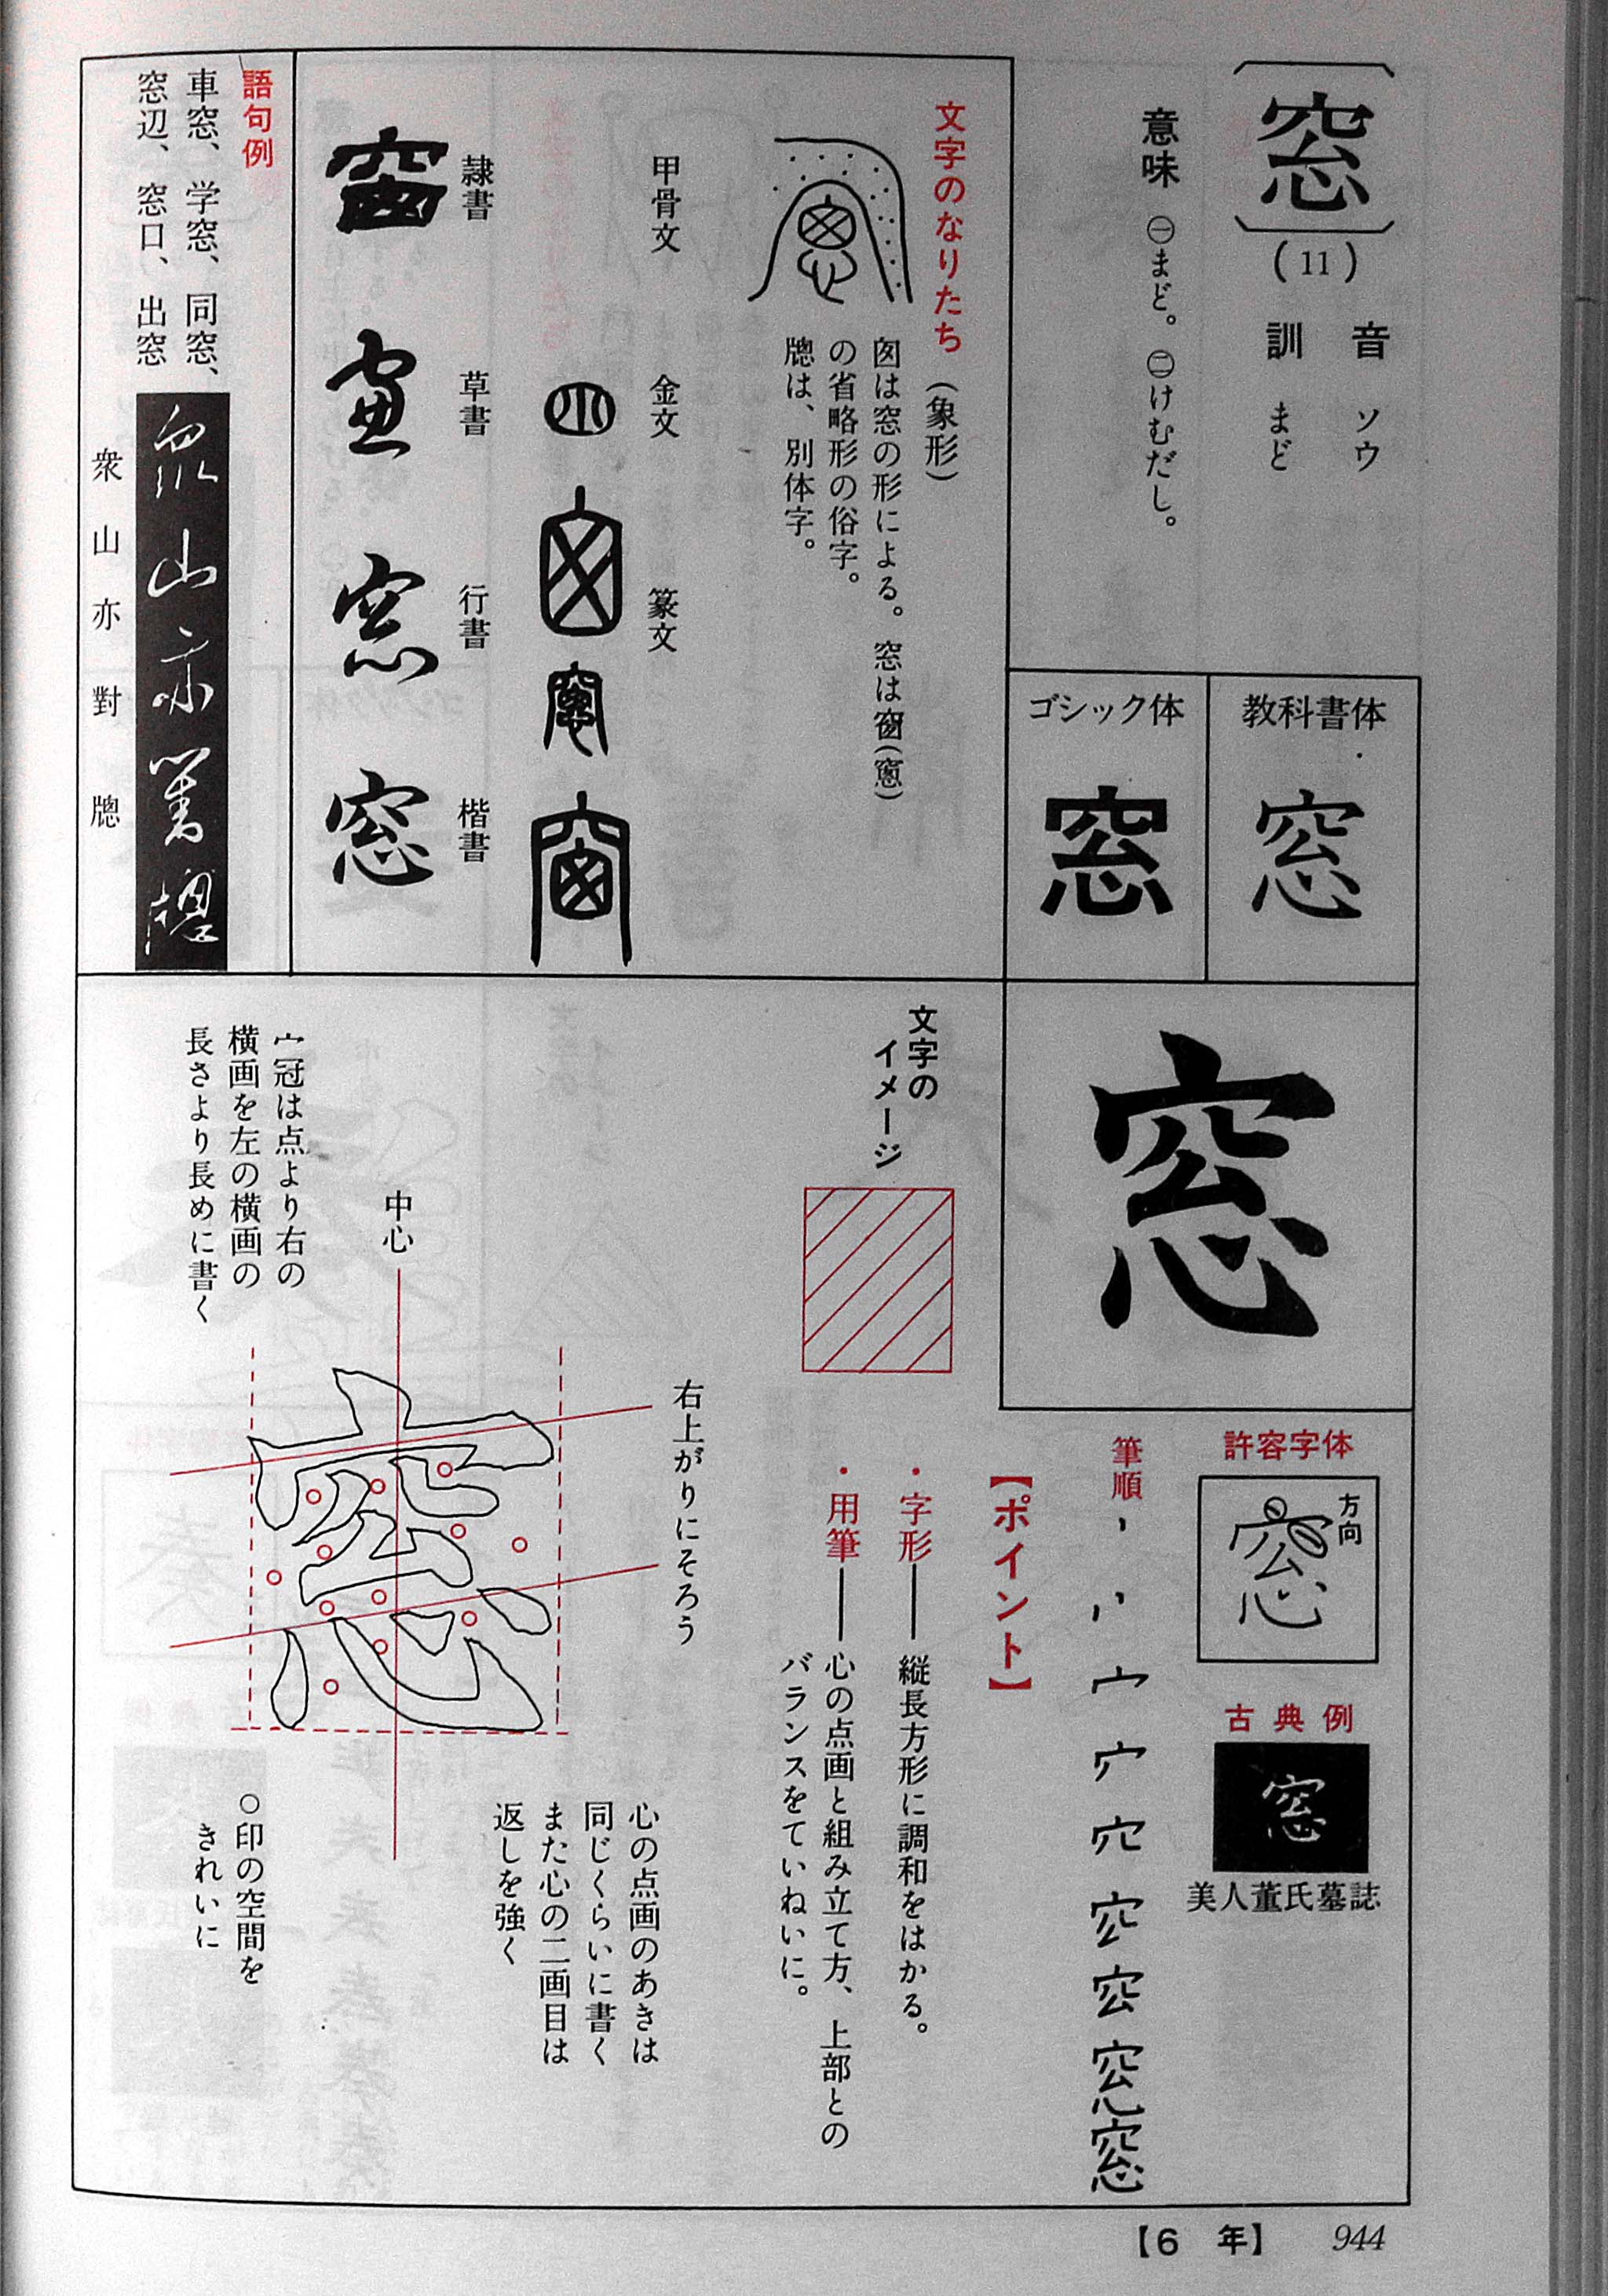 窓
(11)
音 ソウ
訓 まど
意味 ㊀まど。㊁けむだし。
教科書体
窓
ゴシック体
窓
文字のなりたち（象形）
囱は窓の形による。窓は窗(窻)
の省略形の俗字。
牕は、別体字。
甲骨文
金文
篆文
隷書
草書
行書
楷書
窓
語句例
車窓、学窓、同窓、
窓辺、窓口、出窓
衆山亦對牕
窓
許容字体
方向
窓
古典例
窓
美人董氏墓誌
筆順
【ポイント】
・字形―縦長方形に調和をはかる。
・用筆―心の点画と組み立て方、上部との
バランスをていねいに。
文字の
イメージ
右上がりにそろう
心の点画のあきは
同じくらいに書く
また心の二画目は
返しを強く
中心
宀冠は点より右の
横画を左の横画の
長さより長めに書く
○印の空間を
きれいに
【6 年】 944